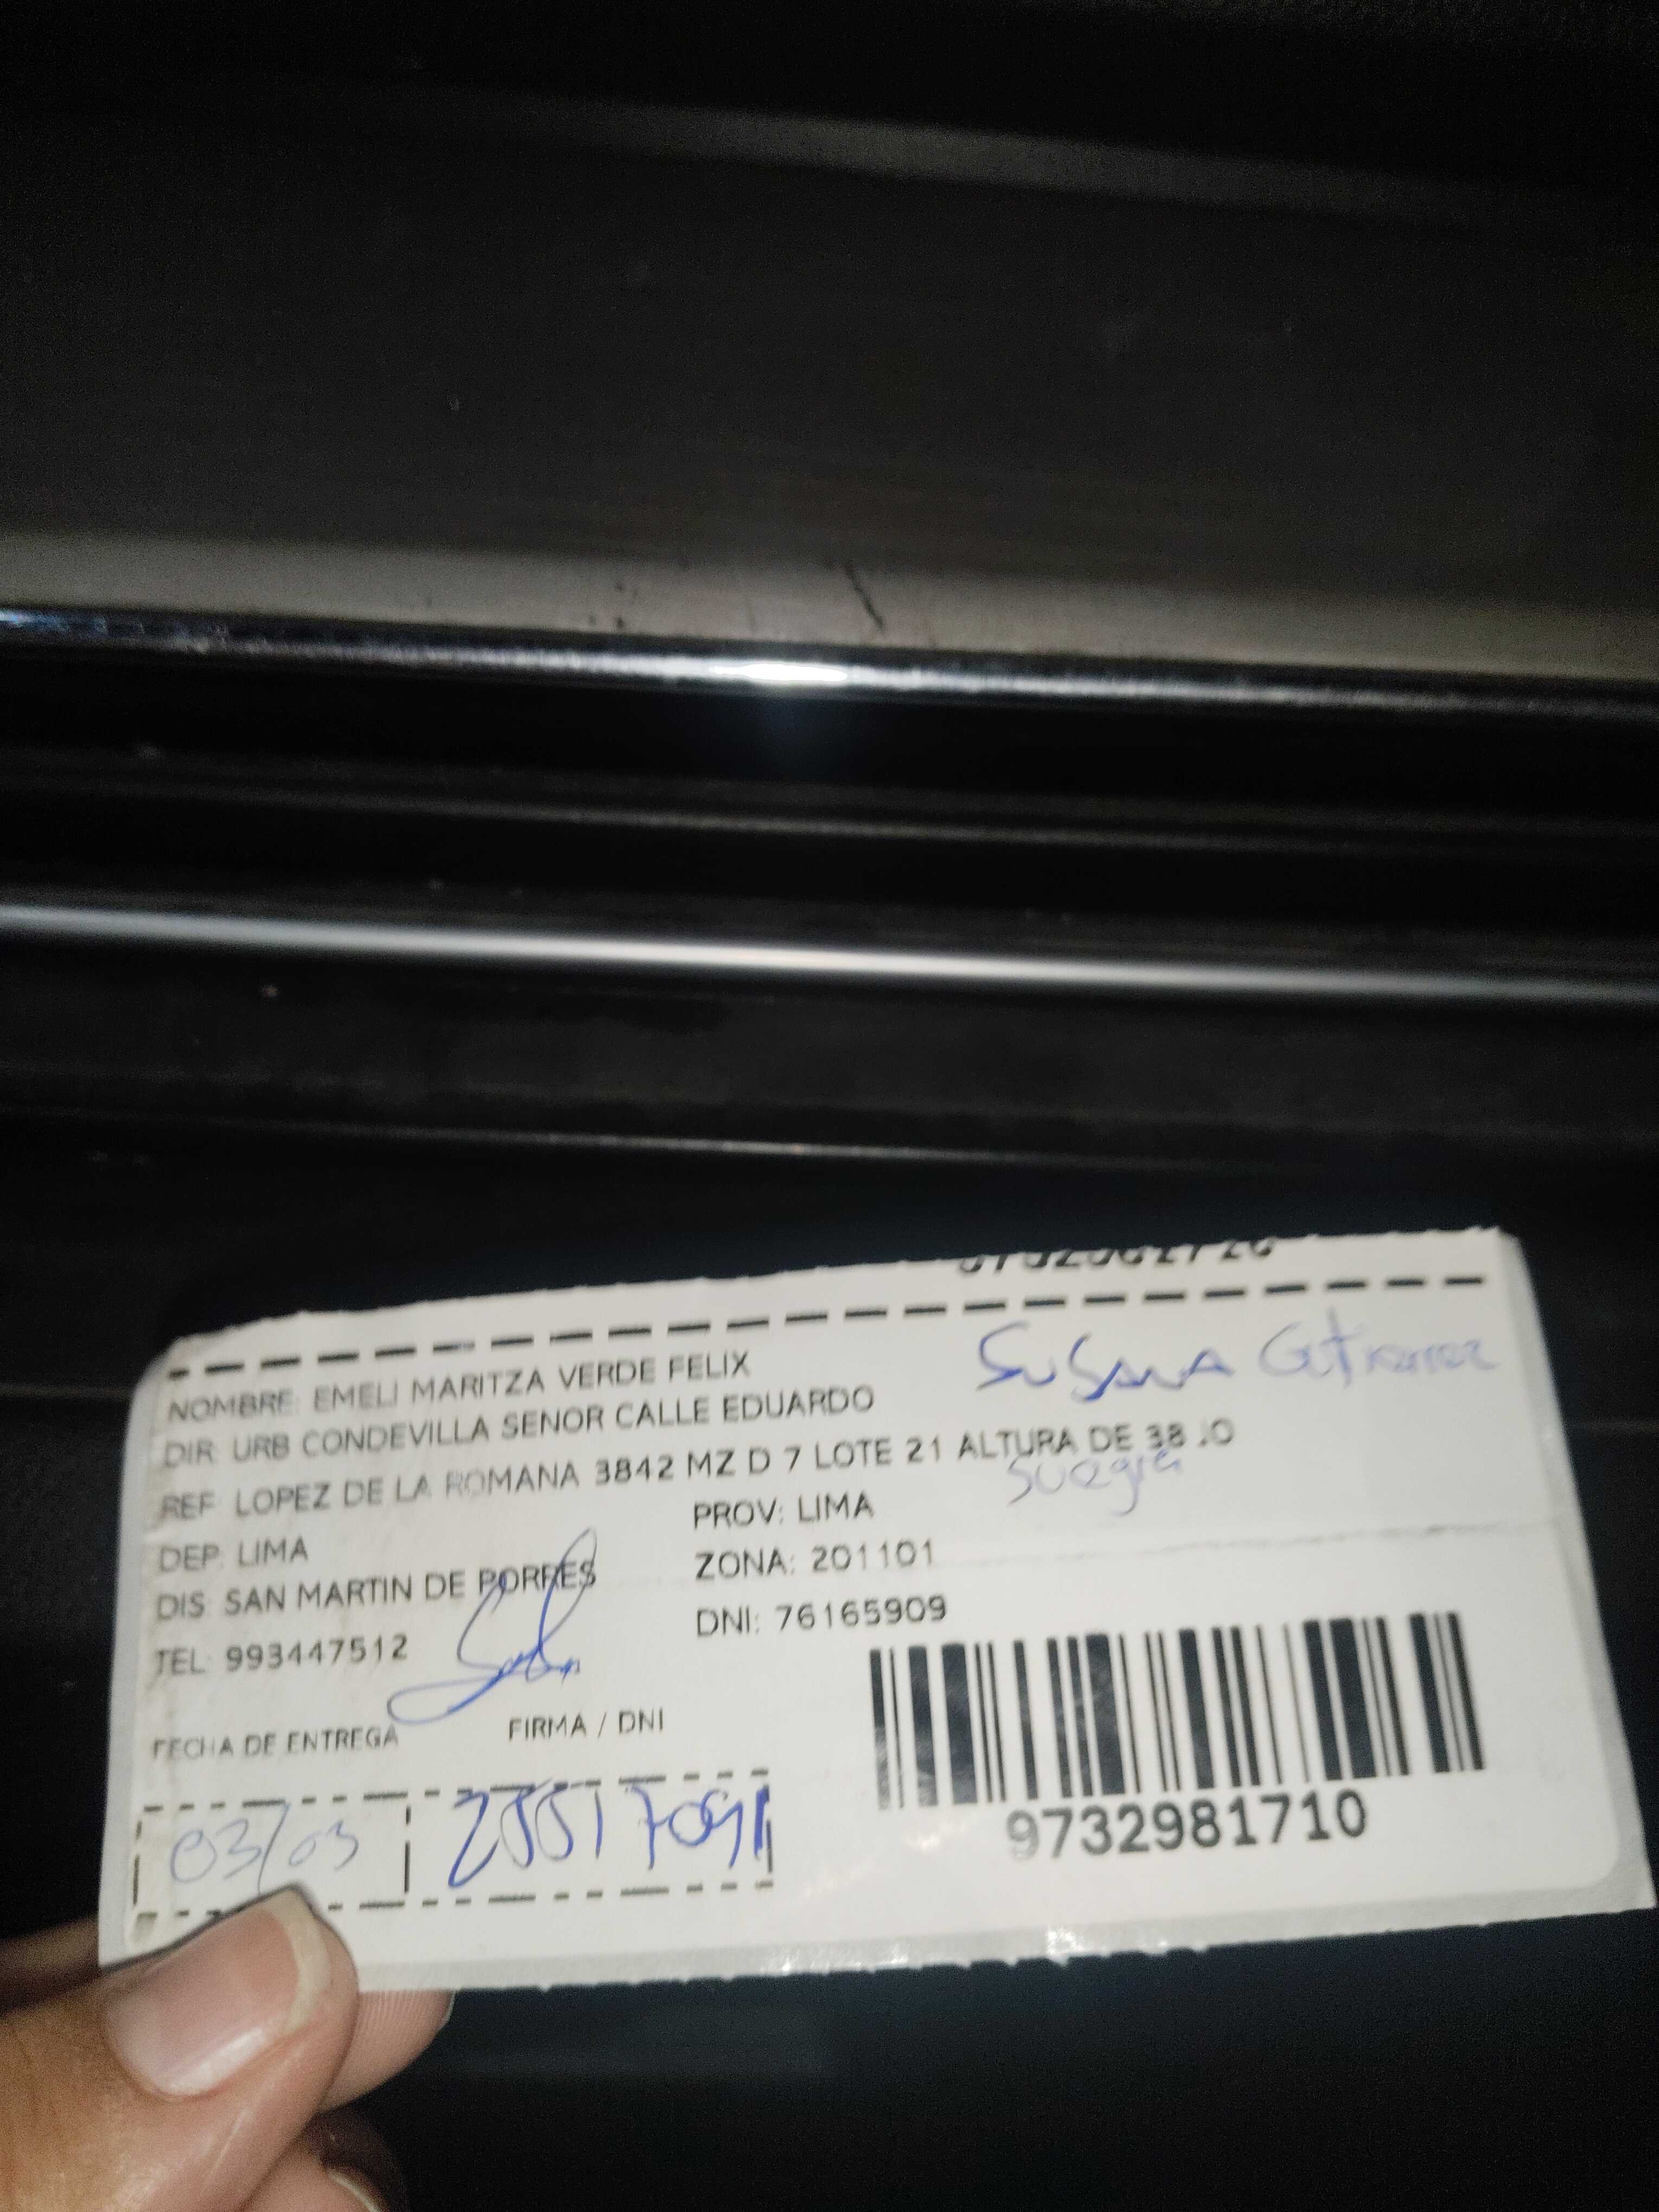 NOMBRE: EMELI MARITZA VERDE FELIX
Susana Gutierrez
DIR: URB CONDEVILLA SENOR CALLE EDUARDO
REF: LOPEZ DE LA ROMANA 3842 MZ D 7 LOTE 21 ALTURA DE
suegra
DEP: LIMA
PROV: LIMA
DIS: SAN MARTIN DE PORRES
ZONA: 201101
TEL: 993447512
DNI: 76165909
FECHA DE ENTREGA
FIRMA / DNI
03/03
9732981710